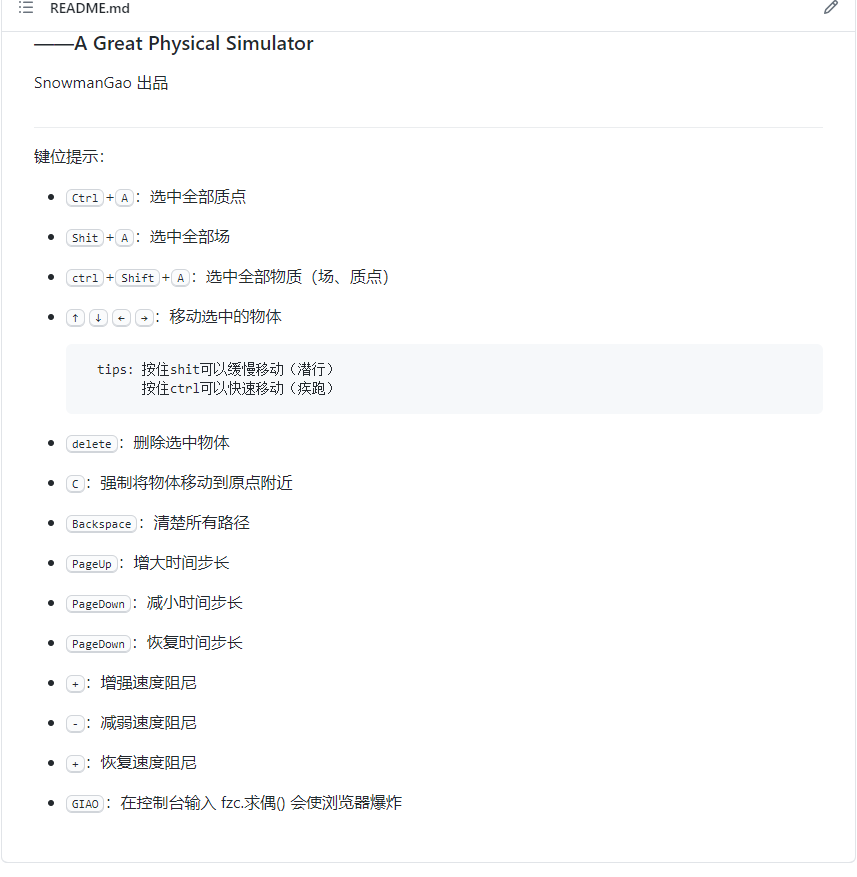 README.md
——A Great Physical Simulator
SnowmanGao 出品
键位提示：
Ctrl + A ：选中全部质点
Shit + A ：选中全部场
ctrl + Shift + A ：选中全部物质（场、质点）
↑ ↓ ← → ：移动选中的物体
tips: 按住shit可以缓慢移动（潜行）
按住ctrl可以快速移动（疾跑）
delete ：删除选中物体
C ：强制将物体移动到原点附近
Backspace ：清楚所有路径
PageUp ：增大时间步长
PageDown ：减小时间步长
PageDown ：恢复时间步长
+ ：增强速度阻尼
- ：减弱速度阻尼
+ ：恢复速度阻尼
GIAO ：在控制台输入 fzc.求偶() 会使浏览器爆炸